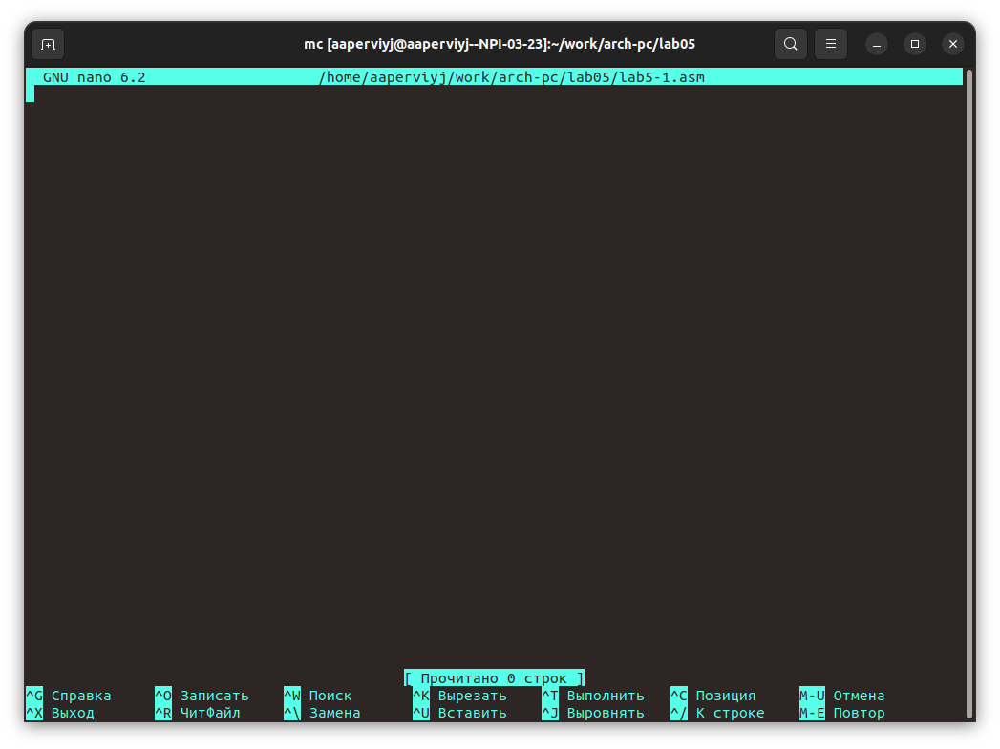 mc [aaperviyj@aaperviyj--NPI-03-23]:~/work/arch-pc/lab05
GNU nano 6.2 /home/aaperviyj/work/arch-pc/lab05/lab5-1.asm
[ Прочитано 0 строк ]
^G Справка ^O Записать ^W Поиск ^K Вырезать ^T Выполнить ^C Позиция M-U Отмена
^X Выход ^R ЧитФайл ^\ Замена ^U Вставить ^J Выровнять ^/ К строке M-E Повтор